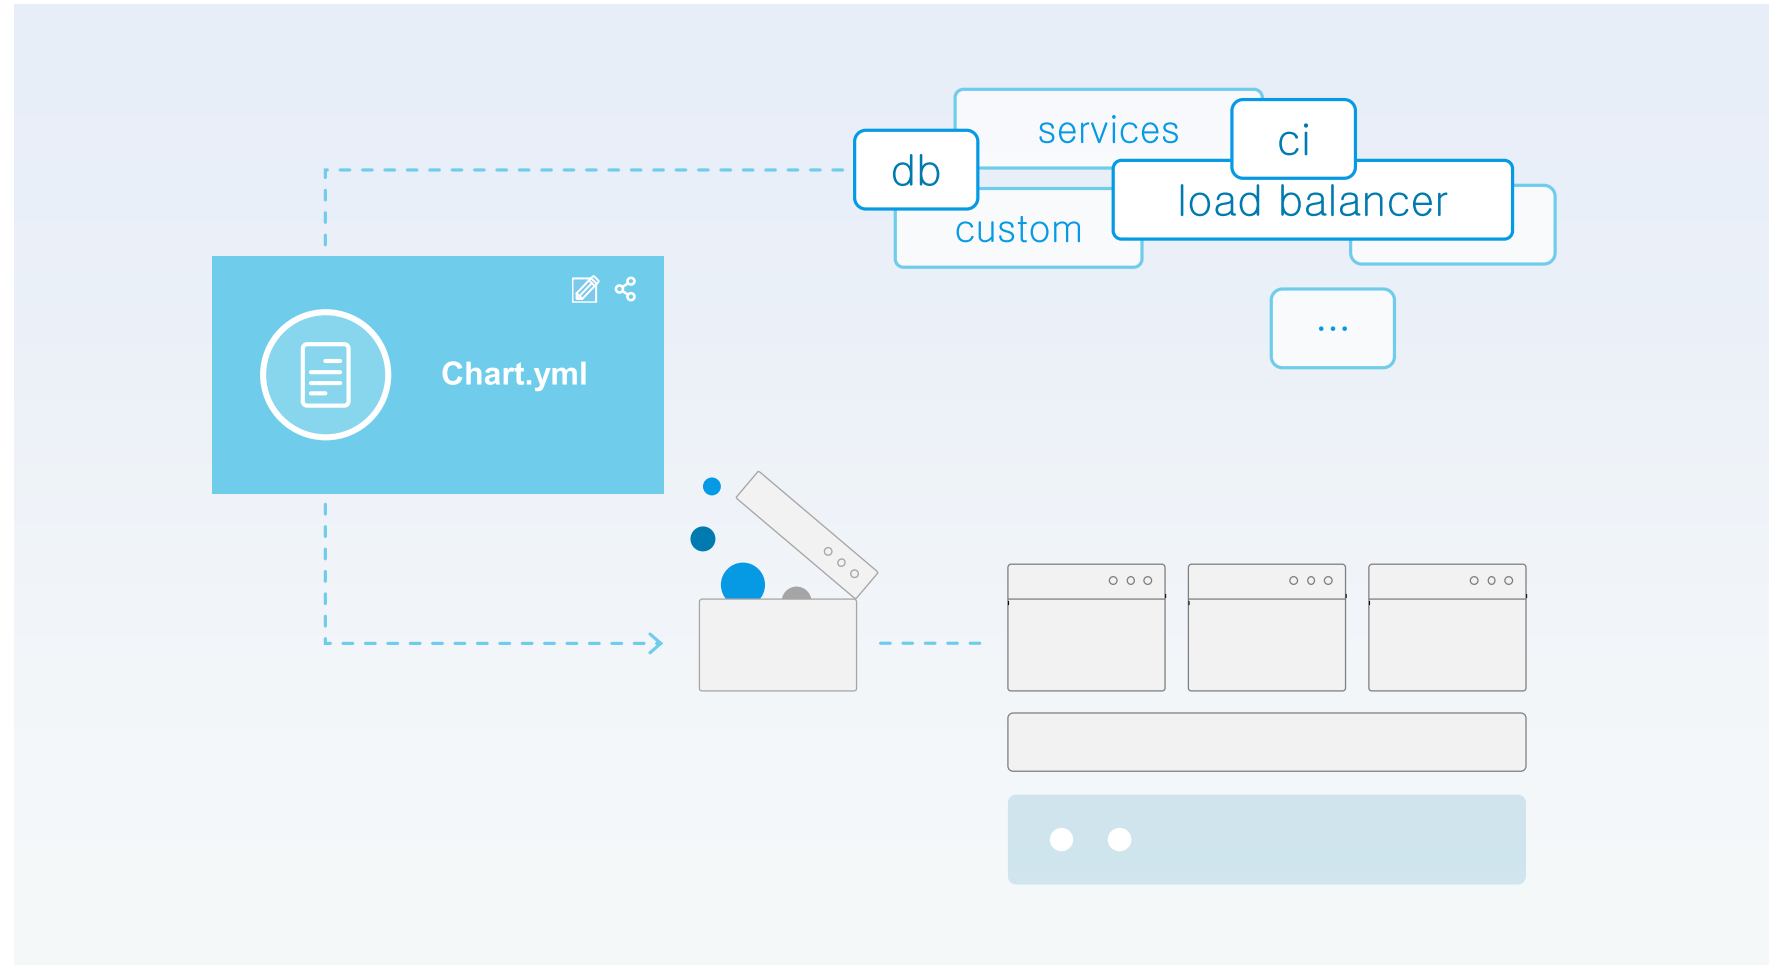 services
ci
db
load balancer
custom
...
Chart.yml